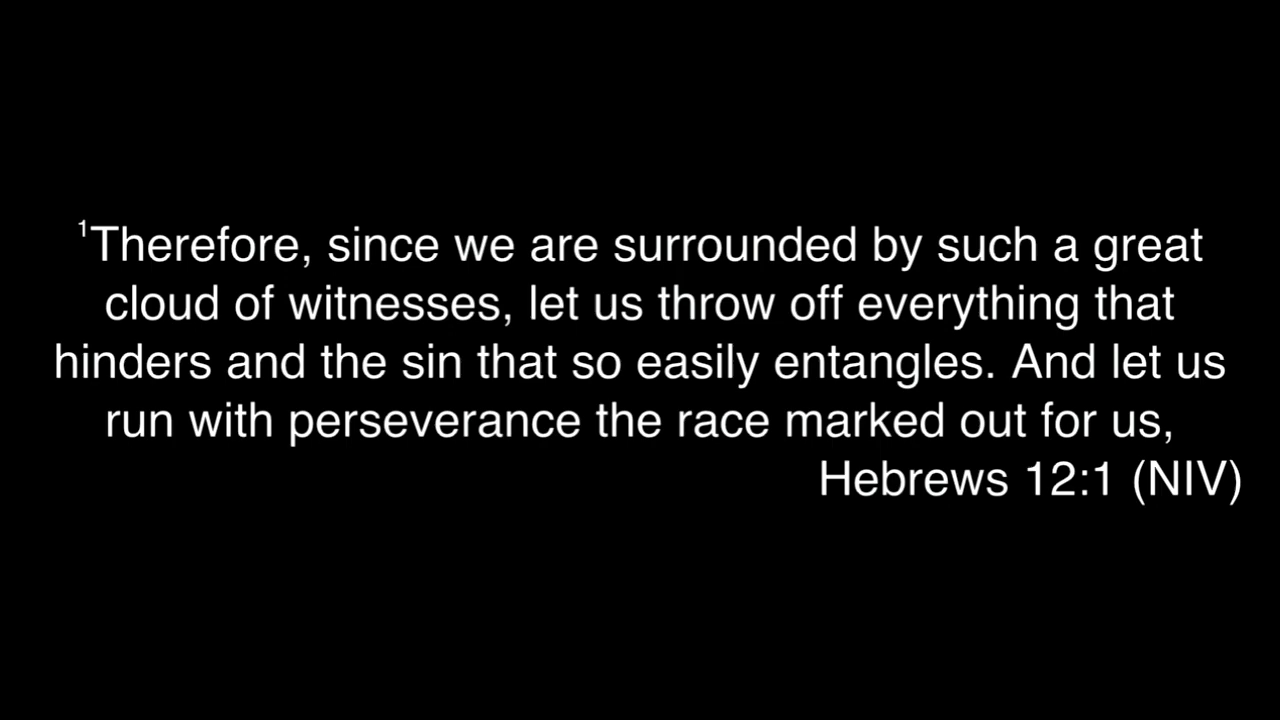 ¹Therefore, since we are surrounded by such a great
cloud of witnesses, let us throw off everything that
hinders and the sin that so easily entangles. And let us
run with perseverance the race marked out for us,
Hebrews 12:1 (NIV)